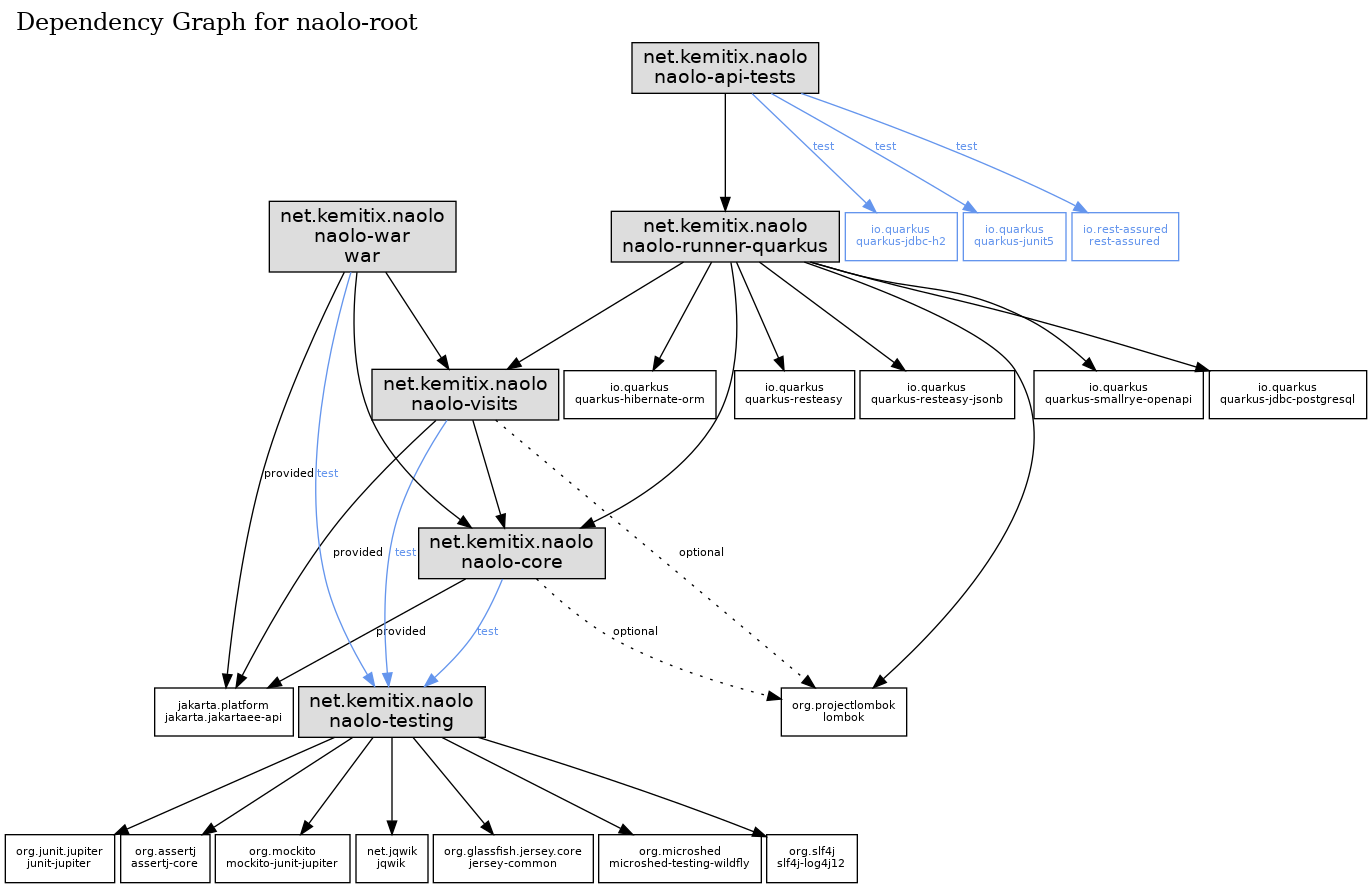 Dependency Graph for naolo-root
net.kemitix.naolo
naolo-api-tests
test
test
test
net.kemitix.naolo
naolo-war
war
net.kemitix.naolo
naolo-runner-quarkus
io.quarkus
quarkus-jdbc-h2
io.quarkus
quarkus-junit5
io.rest-assured
rest-assured
net.kemitix.naolo
naolo-visits
io.quarkus
quarkus-hibernate-orm
io.quarkus
quarkus-resteasy
io.quarkus
quarkus-resteasy-jsonb
io.quarkus
quarkus-smallrye-openapi
io.quarkus
quarkus-jdbc-postgresql
provided
test
provided
test
optional
net.kemitix.naolo
naolo-core
provided
test
optional
jakarta.platform
jakarta.jakartaee-api
net.kemitix.naolo
naolo-testing
org.projectlombok
lombok
org.junit.jupiter
junit-jupiter
org.assertj
assertj-core
org.mockito
mockito-junit-jupiter
net.jqwik
jqwik
org.glassfish.jersey.core
jersey-common
org.microshed
microshed-testing-wildfly
org.slf4j
slf4j-log4j12